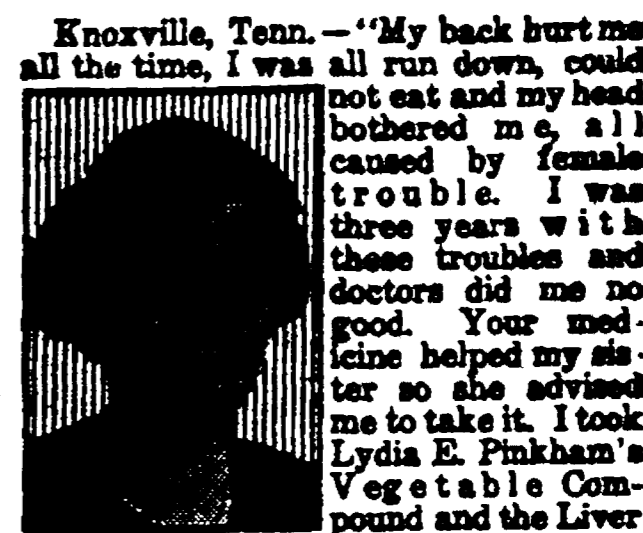 Knoxville, Tenn. — "My back hurt me
all the time, I was all run down, could
not eat and my head
bothered me, all
caused by female
trouble. I was
three years with
these troubles and
doctors did me no
good. Your med-
icine helped my sis-
ter so she advised
me to take it. I took
Lydia E. Pinkham's
Vegetable Com-
pound and the Liver